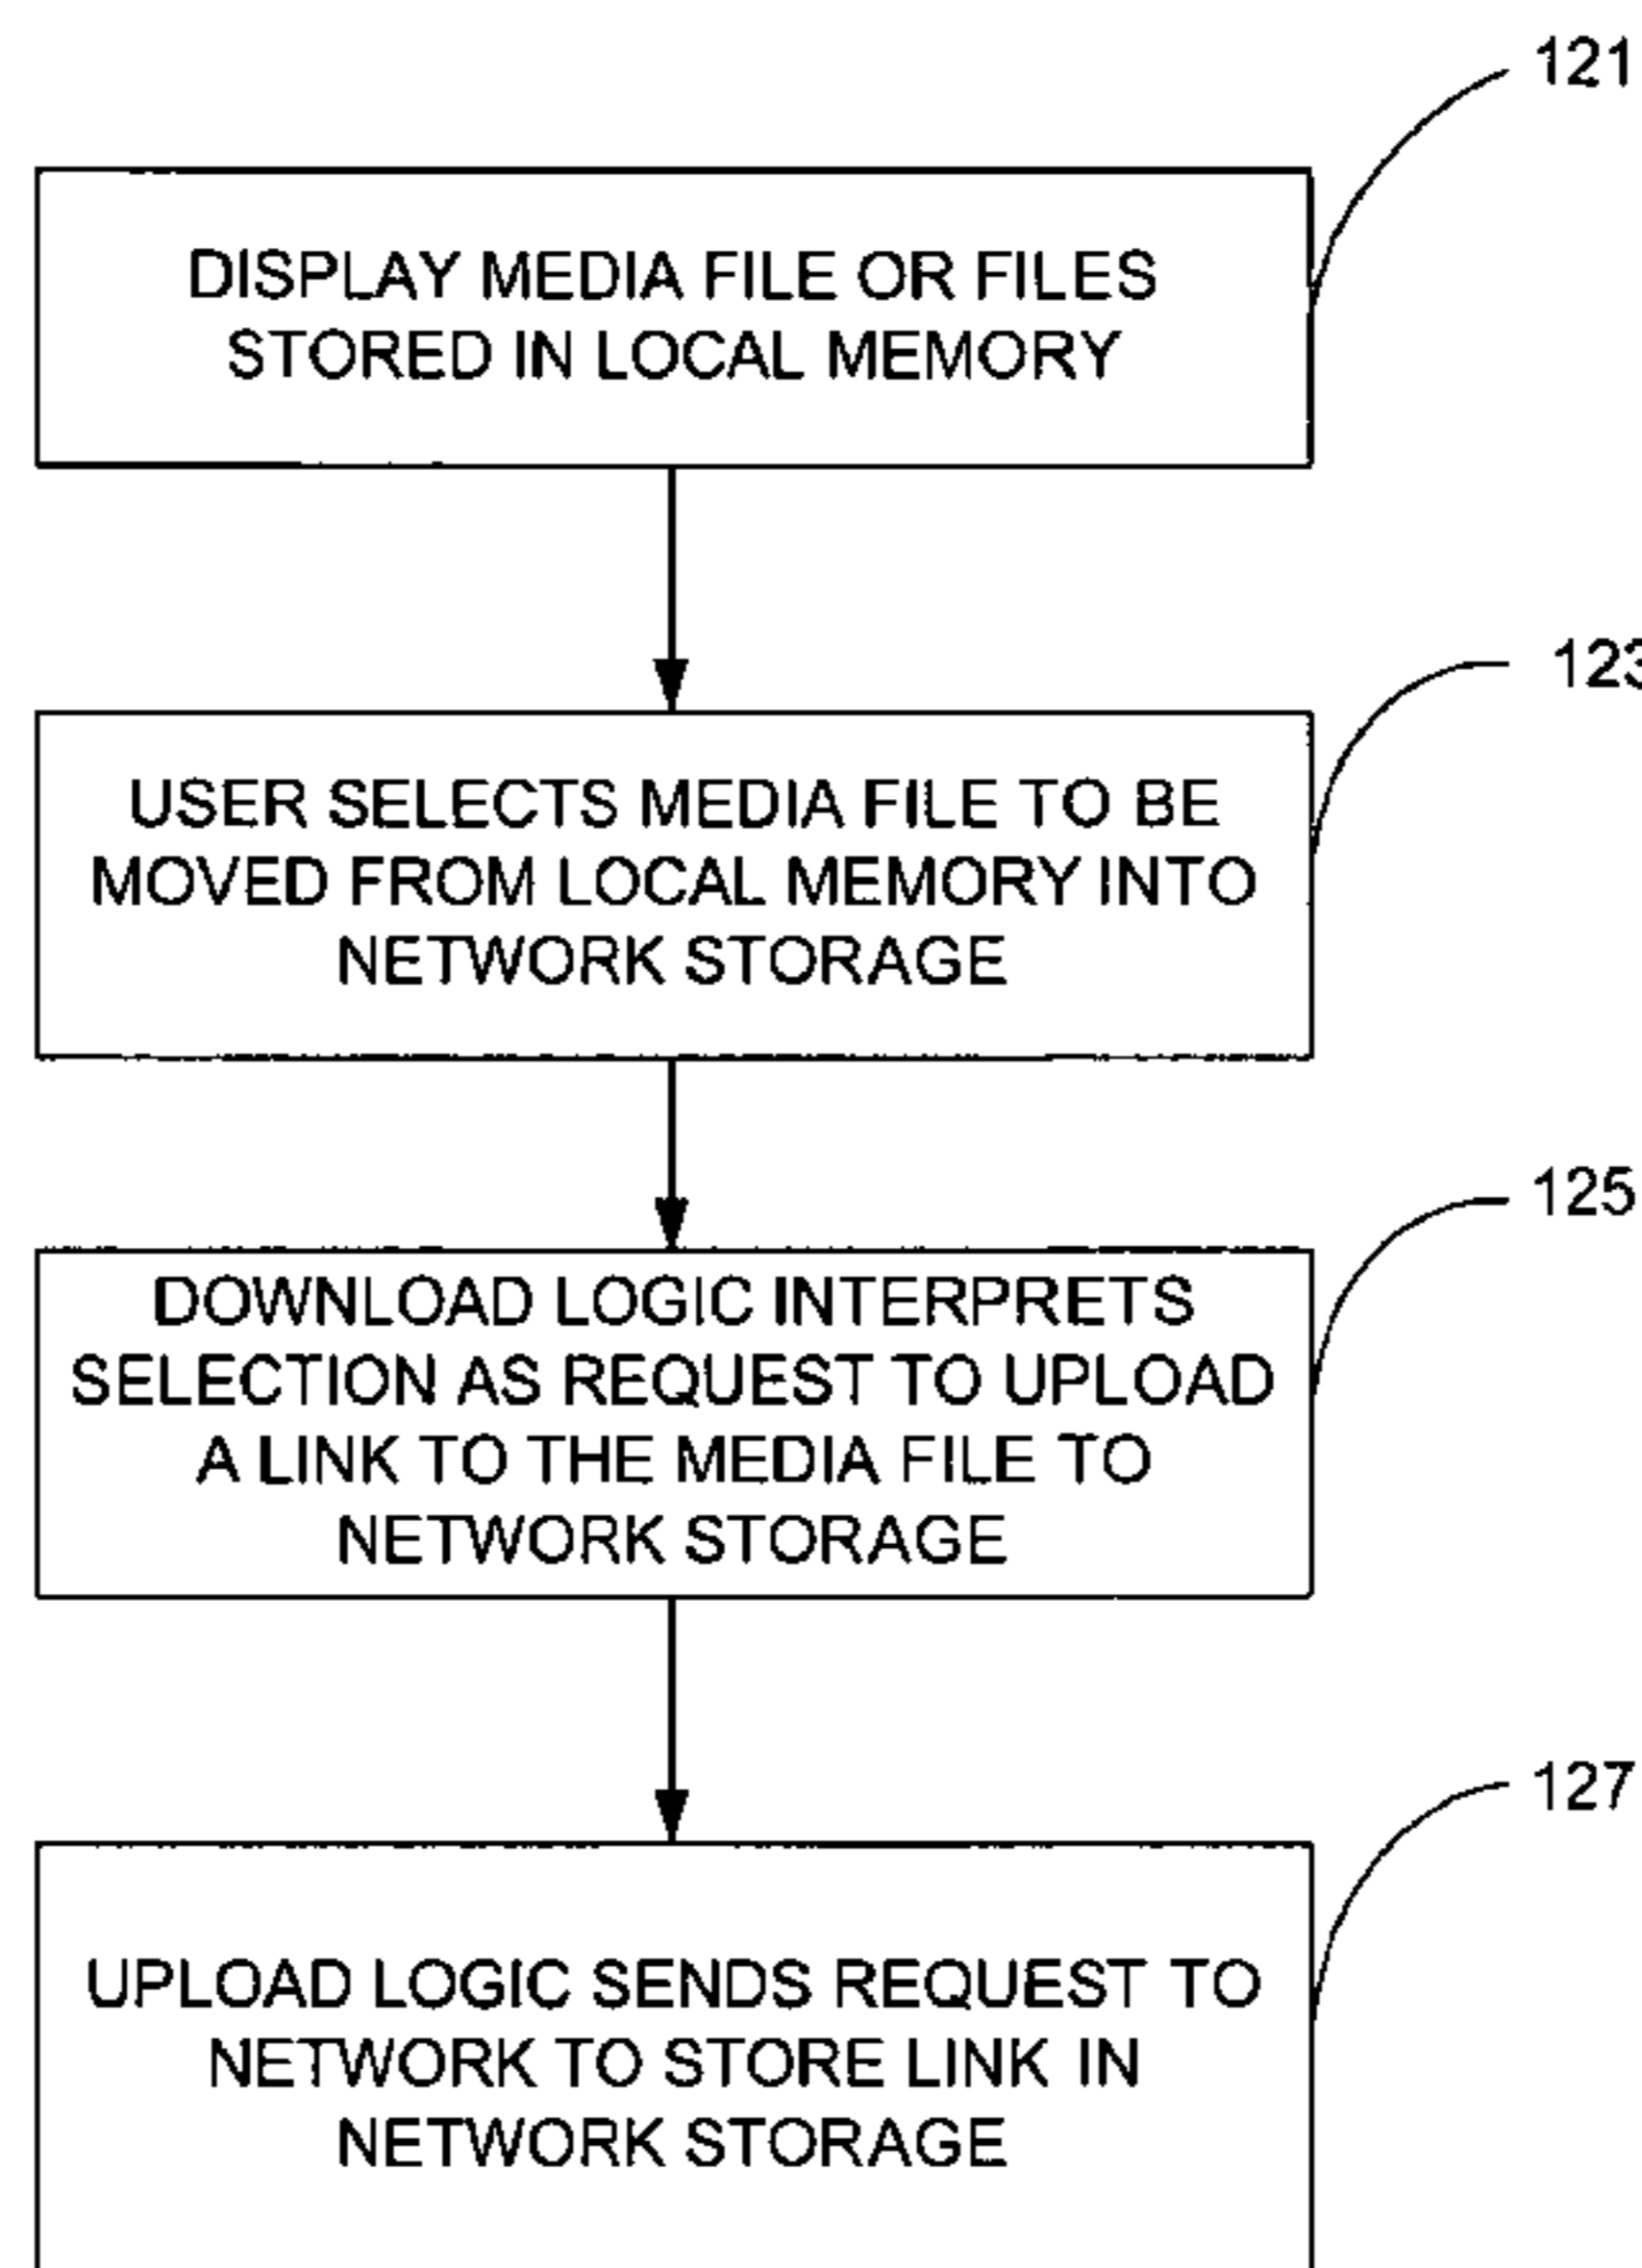 121
DISPLAY MEDIA FILE OR FILES
STORED IN LOCAL MEMORY
123
USER SELECTS MEDIA FILE TO BE
MOVED FROM LOCAL MEMORY INTO
NETWORK STORAGE
125
DOWNLOAD LOGIC INTERPRETS
SELECTION AS REQUEST TO UPLOAD
A LINK TO THE MEDIA FILE TO
NETWORK STORAGE
127
UPLOAD LOGIC SENDS REQUEST TO
NETWORK TO STORE LINK IN
NETWORK STORAGE